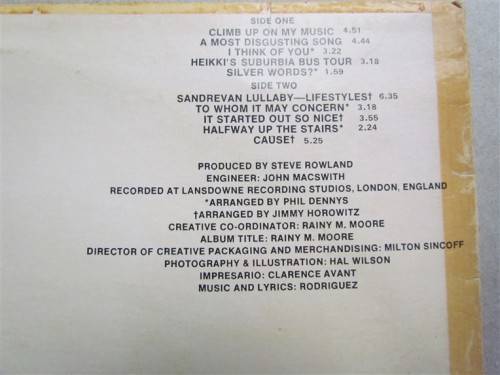 SIDE ONE
CLIMB UP ON MY MUSIC 4.51
A MOST DISGUSTING SONG 4.44
I THINK OF YOU* 3.22
HEIKKI'S SUBURBIA BUS TOUR 3.18
SILVER WORDS?* 1.59
SIDE TWO
SANDREVAN LULLABY—LIFESTYLES† 6.35
TO WHOM IT MAY CONCERN* 3.18
IT STARTED OUT SO NICE† 3.55
HALFWAY UP THE STAIRS* 2.24
CAUSE† 5.25
PRODUCED BY STEVE ROWLAND
ENGINEER: JOHN MACSWITH
RECORDED AT LANSDOWNE RECORDING STUDIOS, LONDON, ENGLAND
*ARRANGED BY PHIL DENNYS
†ARRANGED BY JIMMY HOROWITZ
CREATIVE CO-ORDINATOR: RAINY M. MOORE
ALBUM TITLE: RAINY M. MOORE
DIRECTOR OF CREATIVE PACKAGING AND MERCHANDISING: MILTON SINCOFF
PHOTOGRAPHY & ILLUSTRATION: HAL WILSON
IMPRESARIO: CLARENCE AVANT
MUSIC AND LYRICS: RODRIGUEZ